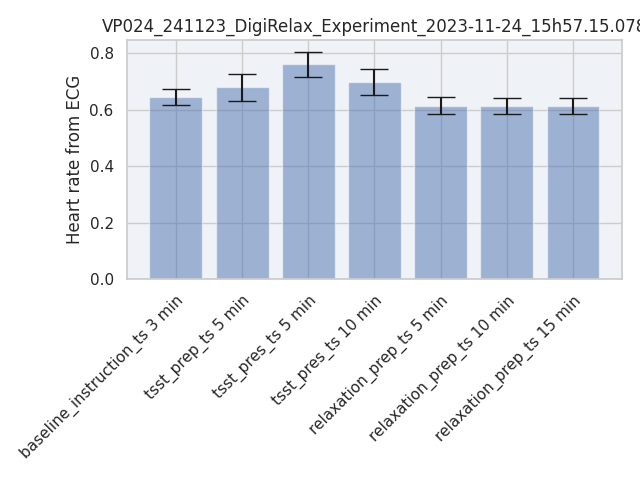 VP024_241123_DigiRelax_Experiment_2023-11-24_15h57.15.078
Heart rate from ECG
0.8
0.6
0.4
0.2
0.0
baseline_instruction_ts 3 min
tsst_prep_ts 5 min
tsst_pres_ts 5 min
tsst_pres_ts 10 min
relaxation_prep_ts 5 min
relaxation_prep_ts 10 min
relaxation_prep_ts 15 min